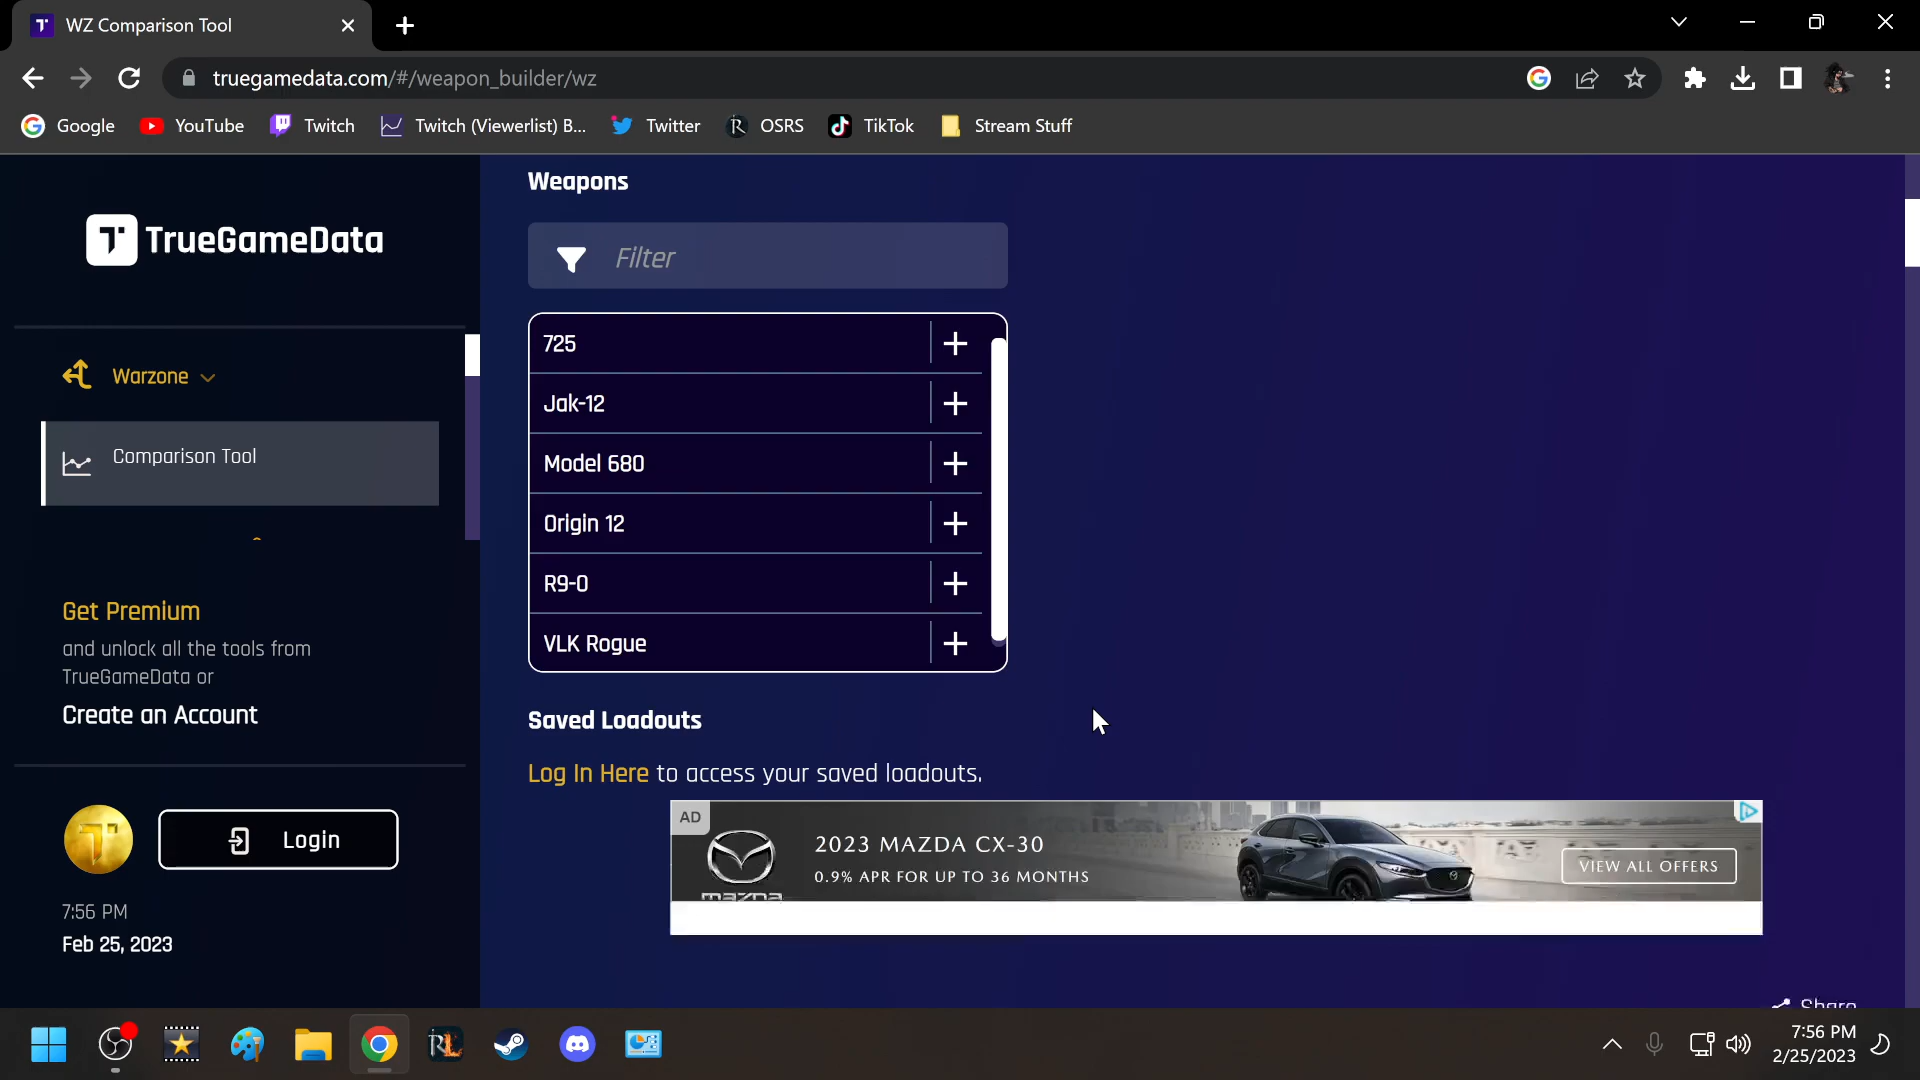 WZ Comparison Tool
truegamedata.com/#/weapon_builder/wz
Google
YouTube
Twitch
Twitch (Viewerlist) B...
Twitter
OSRS
TikTok
Stream Stuff
TrueGameData
Warzone
Comparison Tool
Get Premium
and unlock all the tools from
TrueGameData or
Create an Account
Login
7:56 PM
Feb 25, 2023
Weapons
Filter
725
Jak-12
Model 680
Origin 12
R9-0
VLK Rogue
Saved Loadouts
Log In Here to access your saved loadouts.
AD
2023 MAZDA CX-30
0.9% APR FOR UP TO 36 MONTHS
VIEW ALL OFFERS
mazda
Share
7:56 PM
2/25/2023